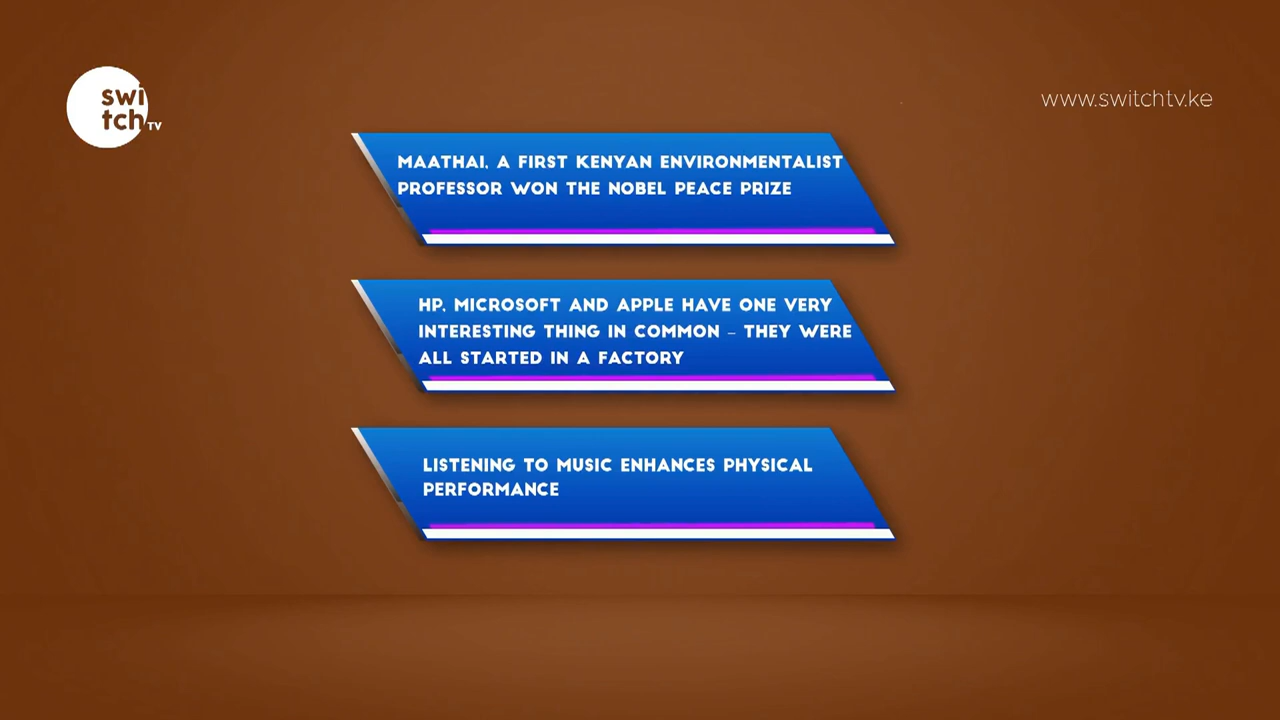 swi
tch TV
www.switchtv.ke
MAATHAI, A FIRST KENYAN ENVIRONMENTALIST
PROFESSOR WON THE NOBEL PEACE PRIZE
HP, MICROSOFT AND APPLE HAVE ONE VERY
INTERESTING THING IN COMMON – THEY WERE
ALL STARTED IN A FACTORY
LISTENING TO MUSIC ENHANCES PHYSICAL
PERFORMANCE